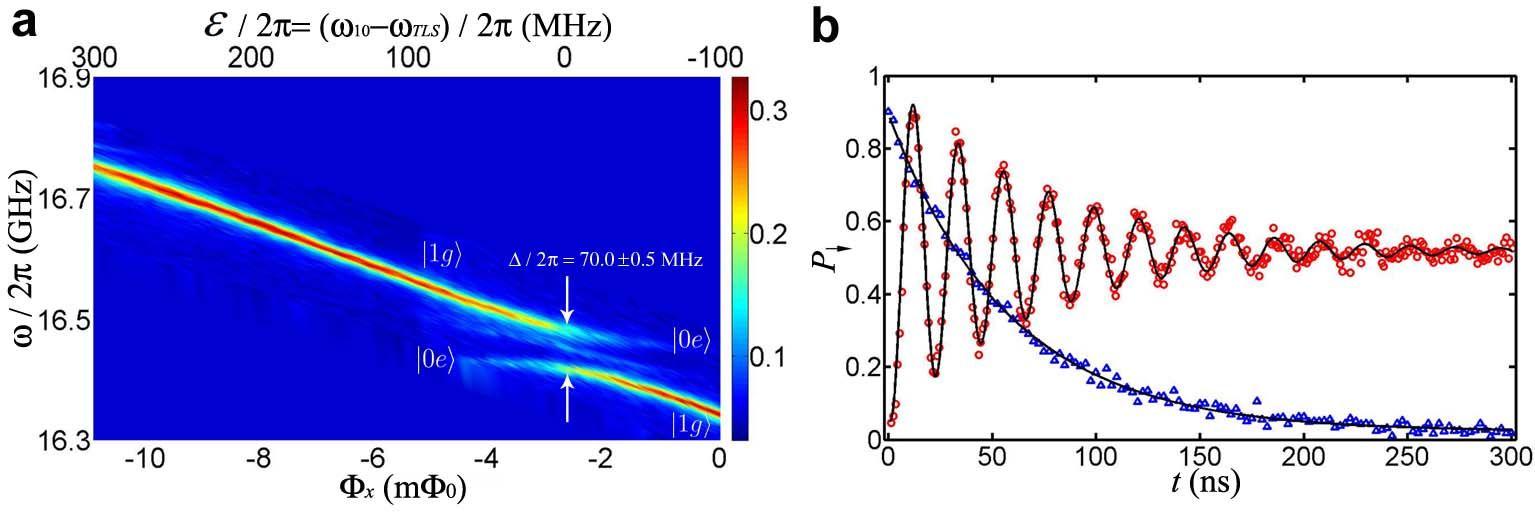 a
ℰ / 2π= (ω10−ωTLS) / 2π (MHz)
300 200 100 0 -100
16.9
16.7
16.5
16.3
ω / 2π (GHz)
|1g⟩
Δ / 2π = 70.0 ±0.5 MHz
|0e⟩
|0e⟩
|1g⟩
-10 -8 -6 -4 -2 0
Φx (mΦ0)
0.3
0.2
0.1
b
1
0.8
0.6
0.4
0.2
0
P↓
0 50 100 150 200 250 300
t (ns)